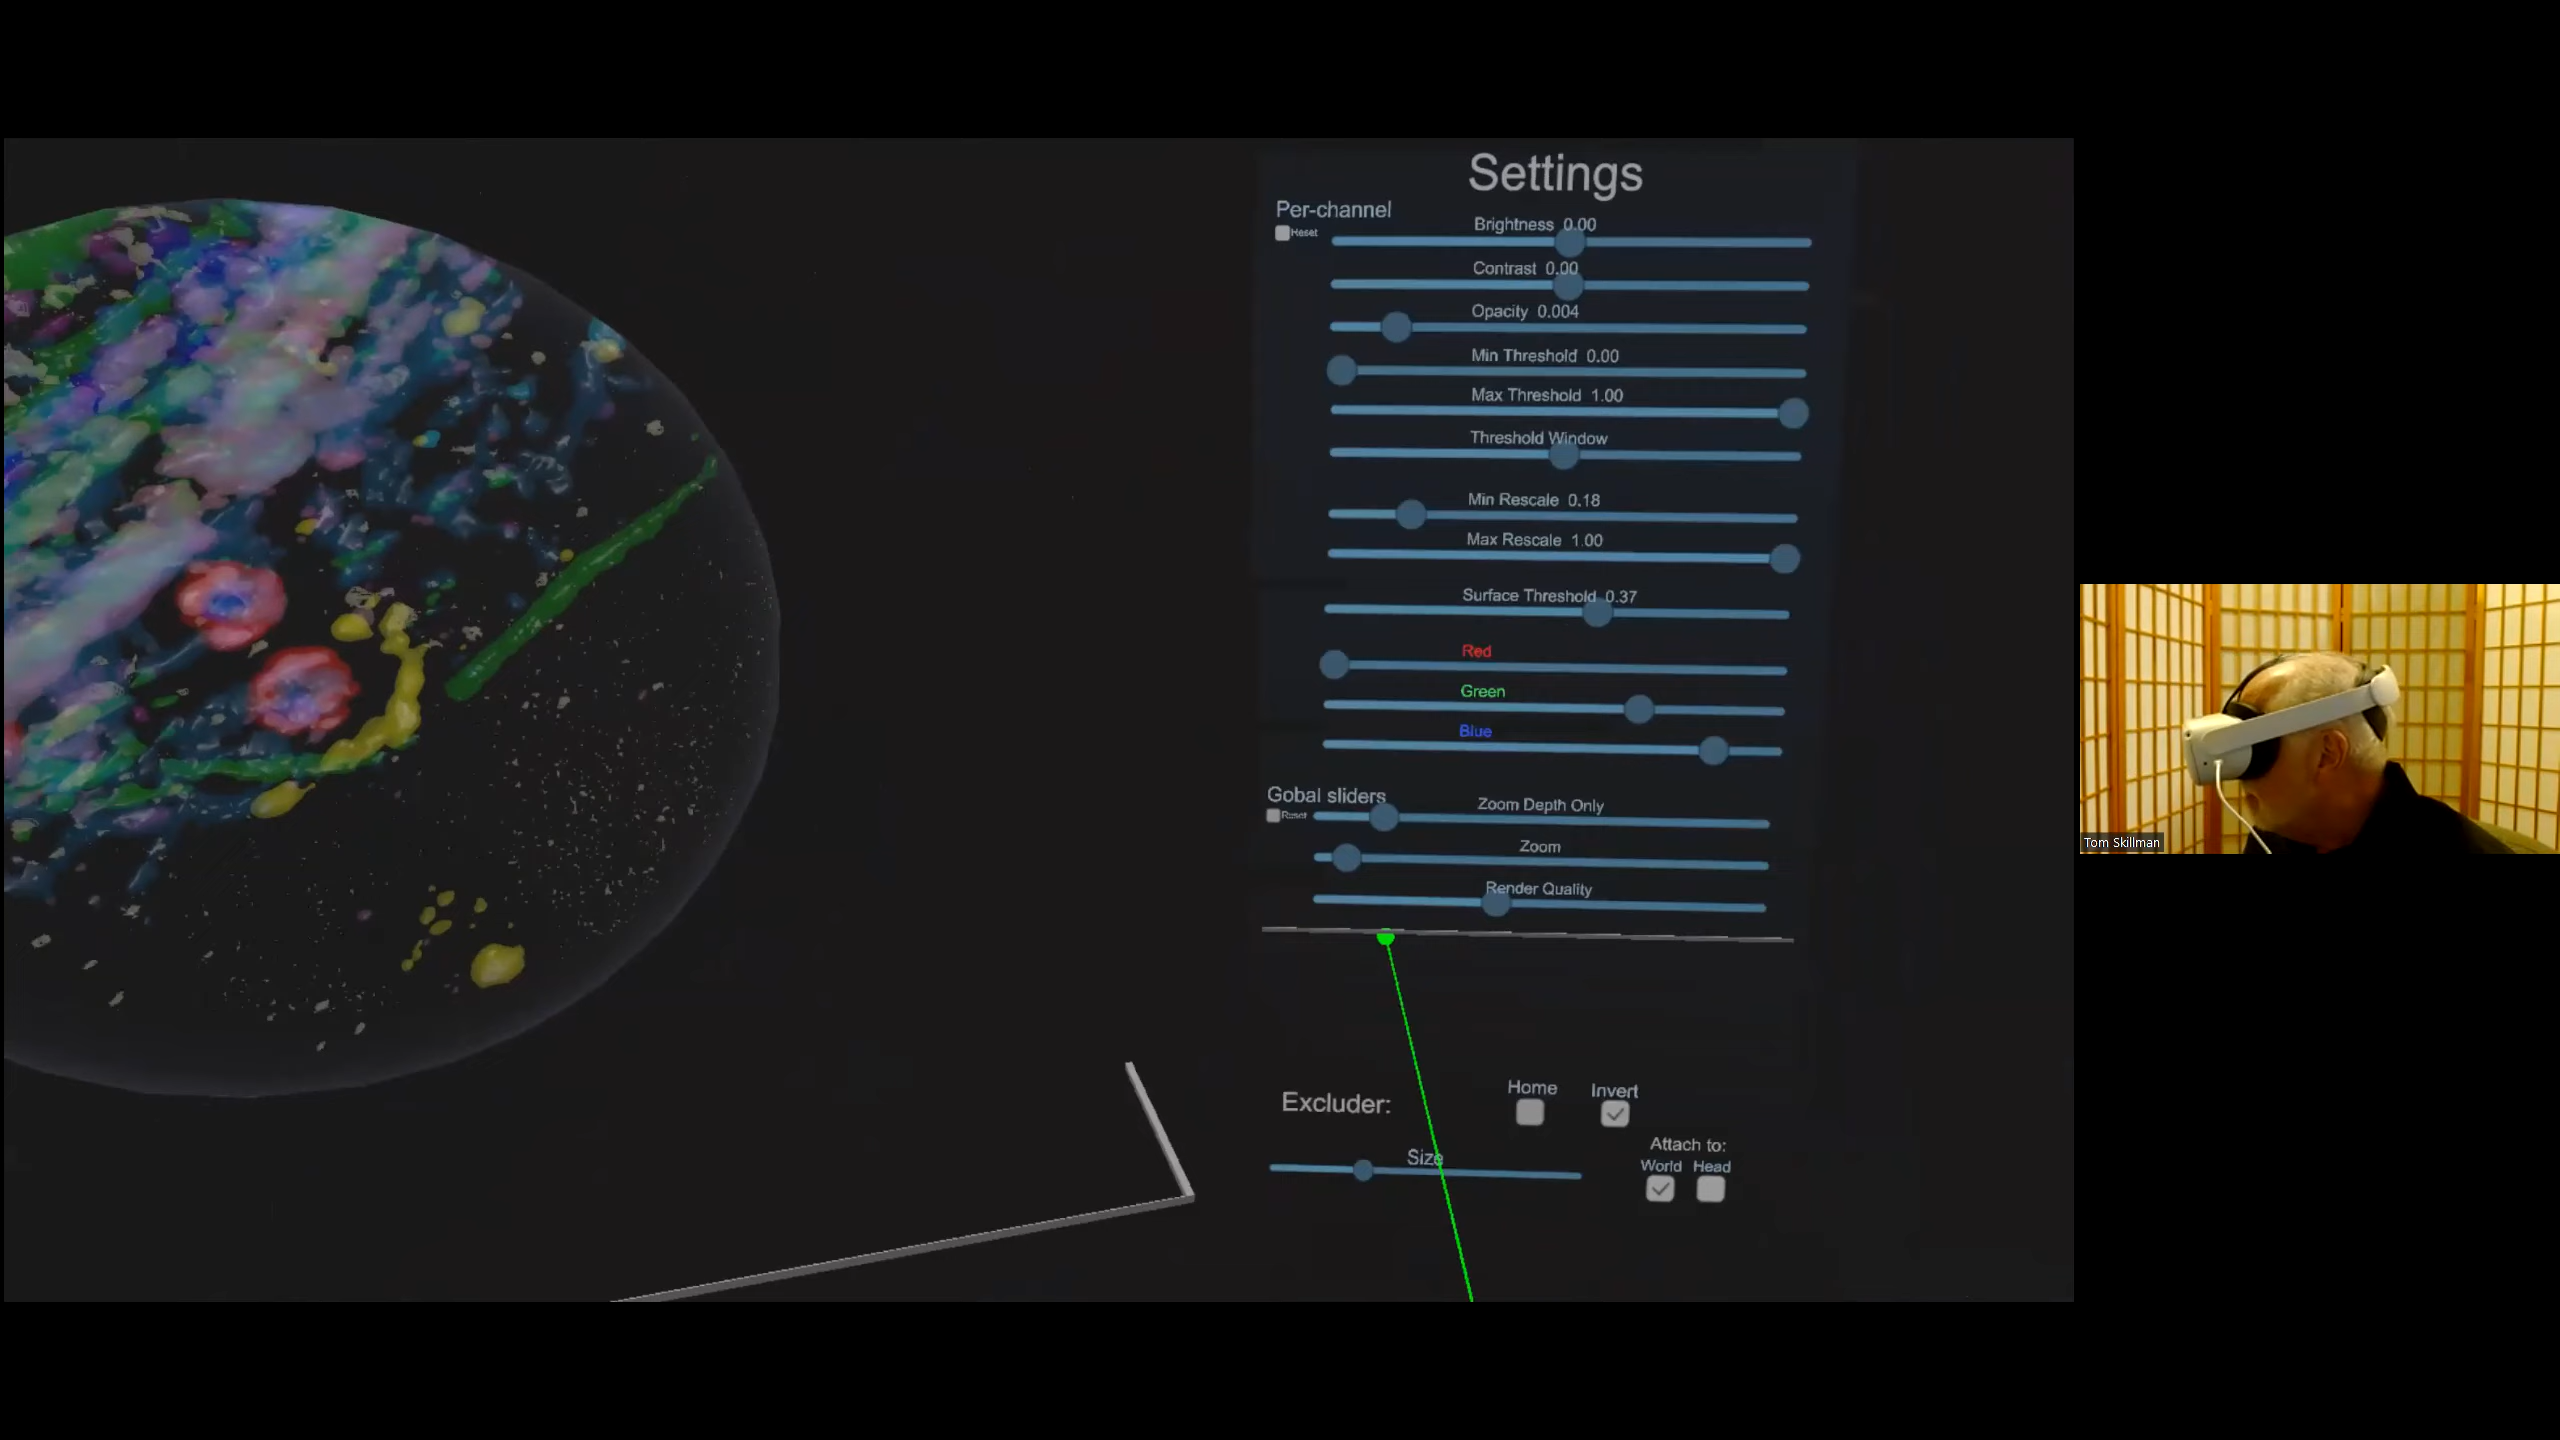 Settings
Per-channel
Reset
Brightness 0.00
Contrast 0.00
Opacity 0.004
Min Threshold 0.00
Max Threshold 1.00
Threshold Window
Min Rescale 0.18
Max Rescale 1.00
Surface Threshold 0.37
Red
Green
Blue
Gobal sliders
Reset
Zoom Depth Only
Zoom
Render Quality
Excluder:
Home Invert
Size
Attach to:
World Head
Tom Skillman